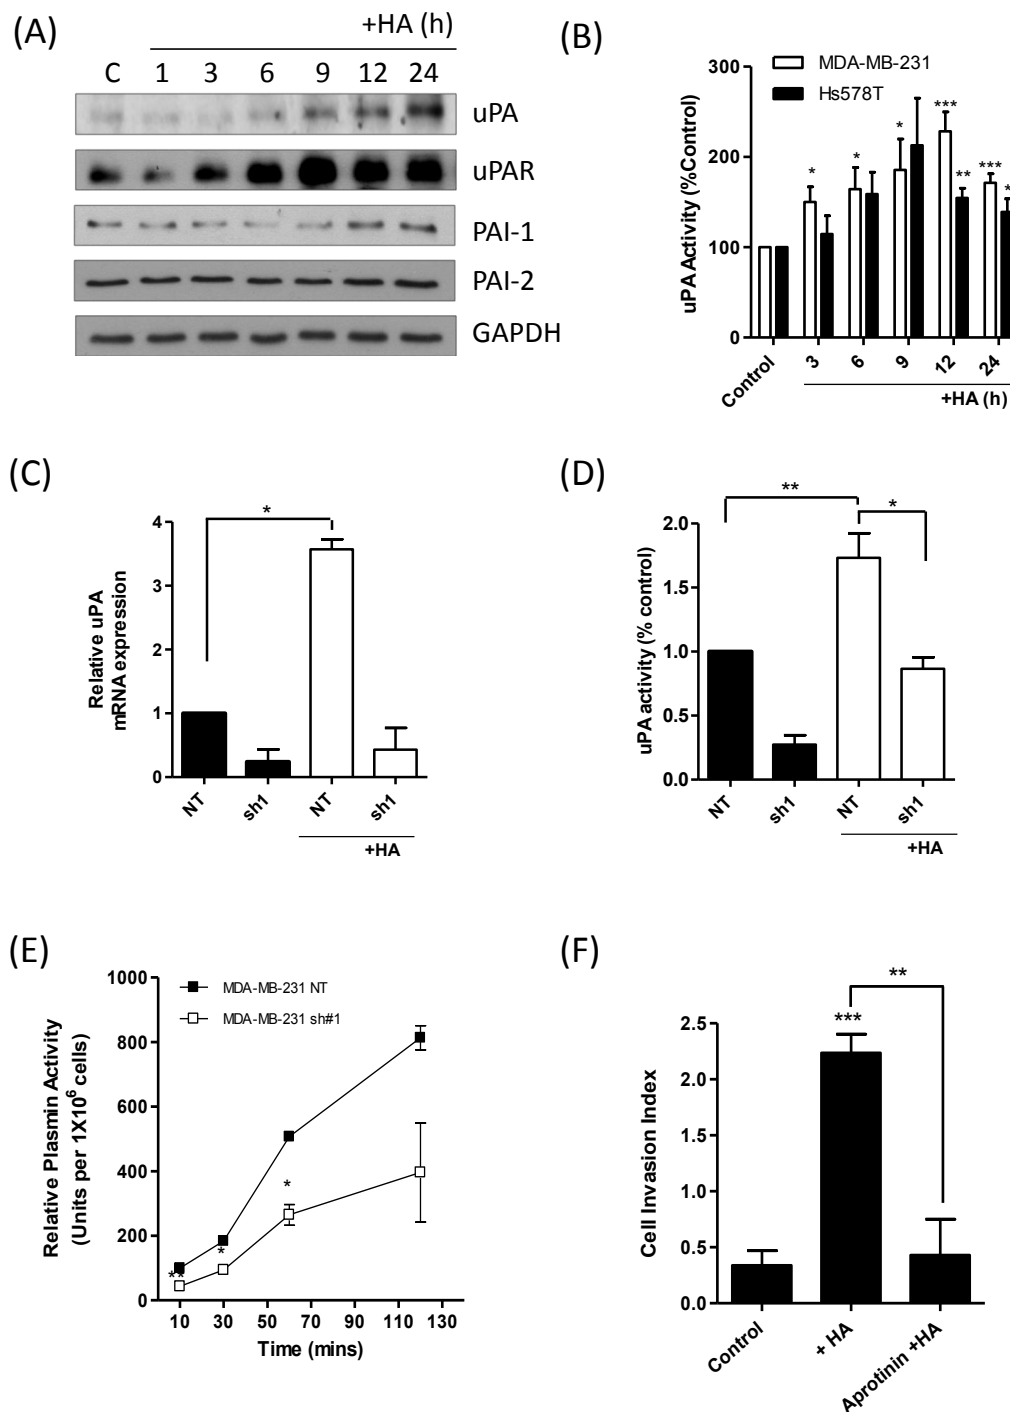 (A)
+HA (h)
C 1 3 6 9 12 24
uPA
uPAR
PAI-1
PAI-2
GAPDH
(B)
MDA-MB-231
Hs578T
uPA Activity (%Control)
300
200
100
0
* * * *** ** *** *
Control 3 6 9 12 24
+HA (h)
(C)
Relative uPA
mRNA expression
4
3
1
0
*
NT sh1 NT sh1
+HA
(D)
uPA activity (% control)
2.0
1.5
1.0
0.5
0.0
** *
NT sh1 NT sh1
+HA
(E)
Relative Plasmin Activity
(Units per 1X10⁶ cells)
1000
800
600
400
200
0
MDA-MB-231 NT
MDA-MB-231 sh#1
** * *
10 30 50 70 90 110 130
Time (mins)
(F)
Cell Invasion Index
2.5
2.0
1.5
1.0
0.5
0.0
**
***
Control + HA Aprotinin +HA